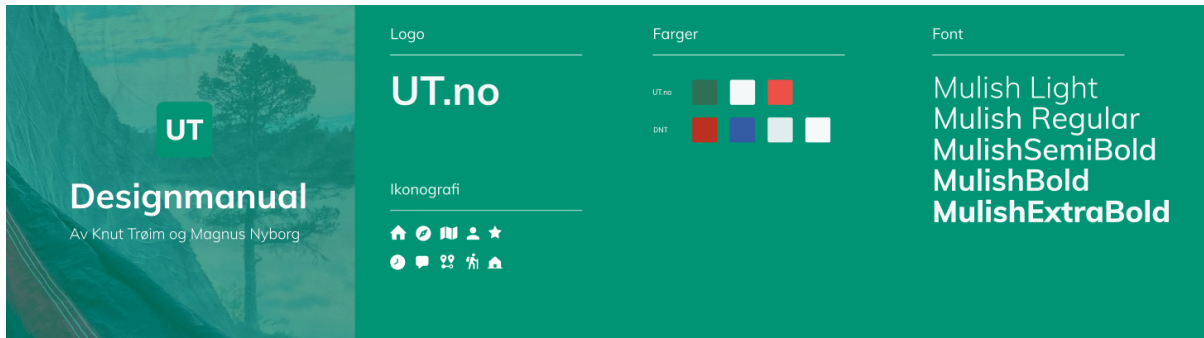 UT
Designmanual
Av Knut Trøim og Magnus Nyborg
Logo
UT.no
Ikonografi
Farger
UT.no
DNT
Font
Mulish Light
Mulish Regular
MulishSemiBold
MulishBold
MulishExtraBold